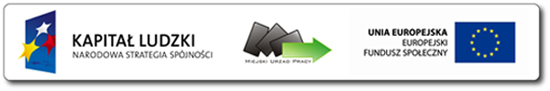 KAPITAŁ LUDZKI
NARODOWA STRATEGIA SPÓJNOŚCI
MIEJSKI URZĄD PRACY
UNIA EUROPEJSKA
EUROPEJSKI
FUNDUSZ SPOŁECZNY